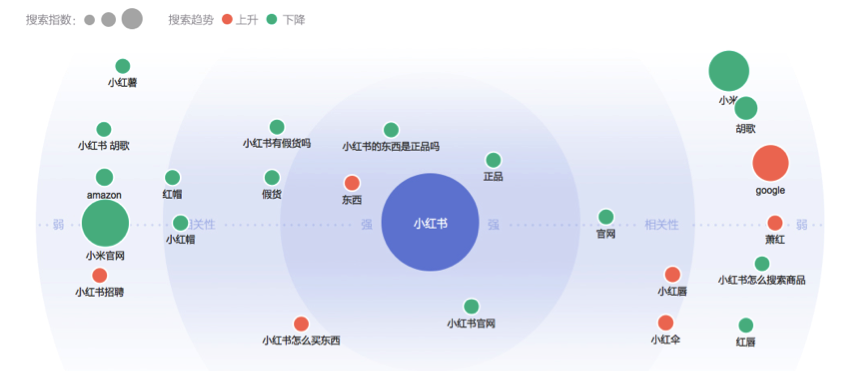 搜索指数: 搜索趋势 上升 下降
小红薯
小米
胡歌
小红书 胡歌
小红书有假货吗
小红书的东西是正品吗
正品
amazon
红帽
假货
东西
google
弱 相关性 强 小红书 强 相关性 弱
小红帽
官网
萧红
小米官网
小红书招聘
小红唇
小红书怎么搜索商品
小红书官网
小红书怎么买东西
小红伞
红唇